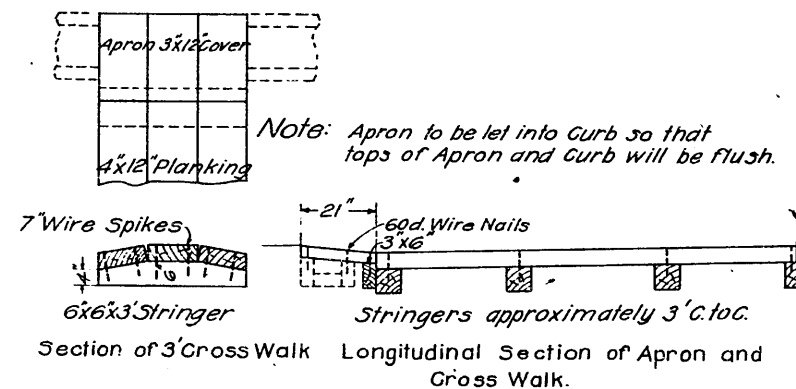 Apron 3"x12" Cover
Note: Apron to be let into Curb so that
tops of Apron and Curb will be flush.
4"x12" Planking
7" Wire Spikes
21"
60d. Wire Nails
3"x6"
4"
6"
6"x6"x3' Stringer
Stringers approximately 3' C. to C.
Section of 3' Cross Walk
Longitudinal Section of Apron and
Cross Walk.